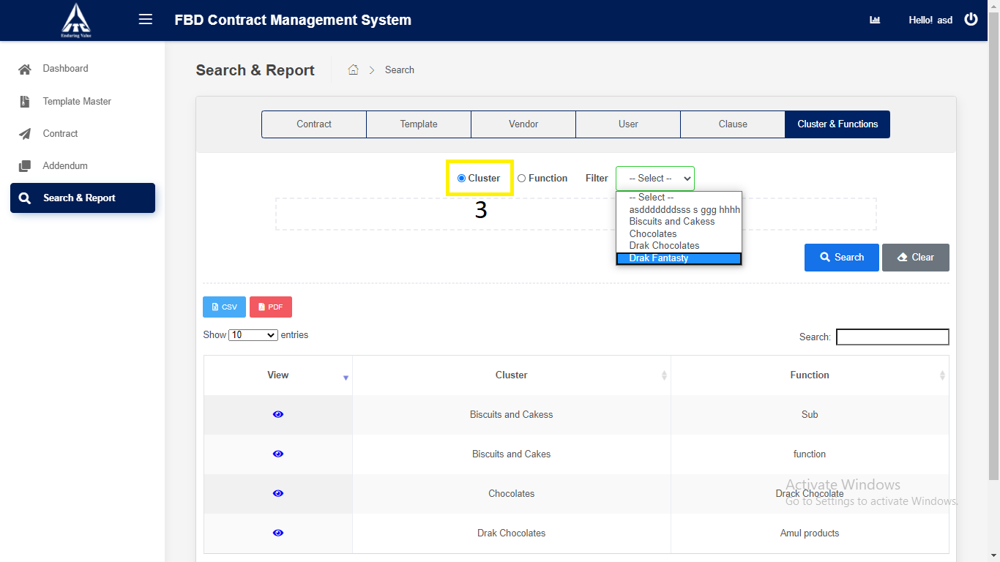 ITC
Enduring Value
FBD Contract Management System
Hello! asd
Dashboard
Template Master
Contract
Addendum
Search & Report
Search & Report
Search
Contract
Template
Vendor
User
Clause
Cluster & Functions
Cluster
Function
Filter
-- Select --
3
-- Select --
asdddddddsss s ggg hhhh
Biscuits and Cakess
Chocolates
Drak Chocolates
Drak Fantasty
Search
Clear
CSV
PDF
Show 10 entries
Search:
View
Cluster
Function
Biscuits and Cakess
Sub
Biscuits and Cakes
function
Chocolates
Drack Chocolate
Drak Chocolates
Amul products
Activate Windows
Go to Settings to activate Windows.